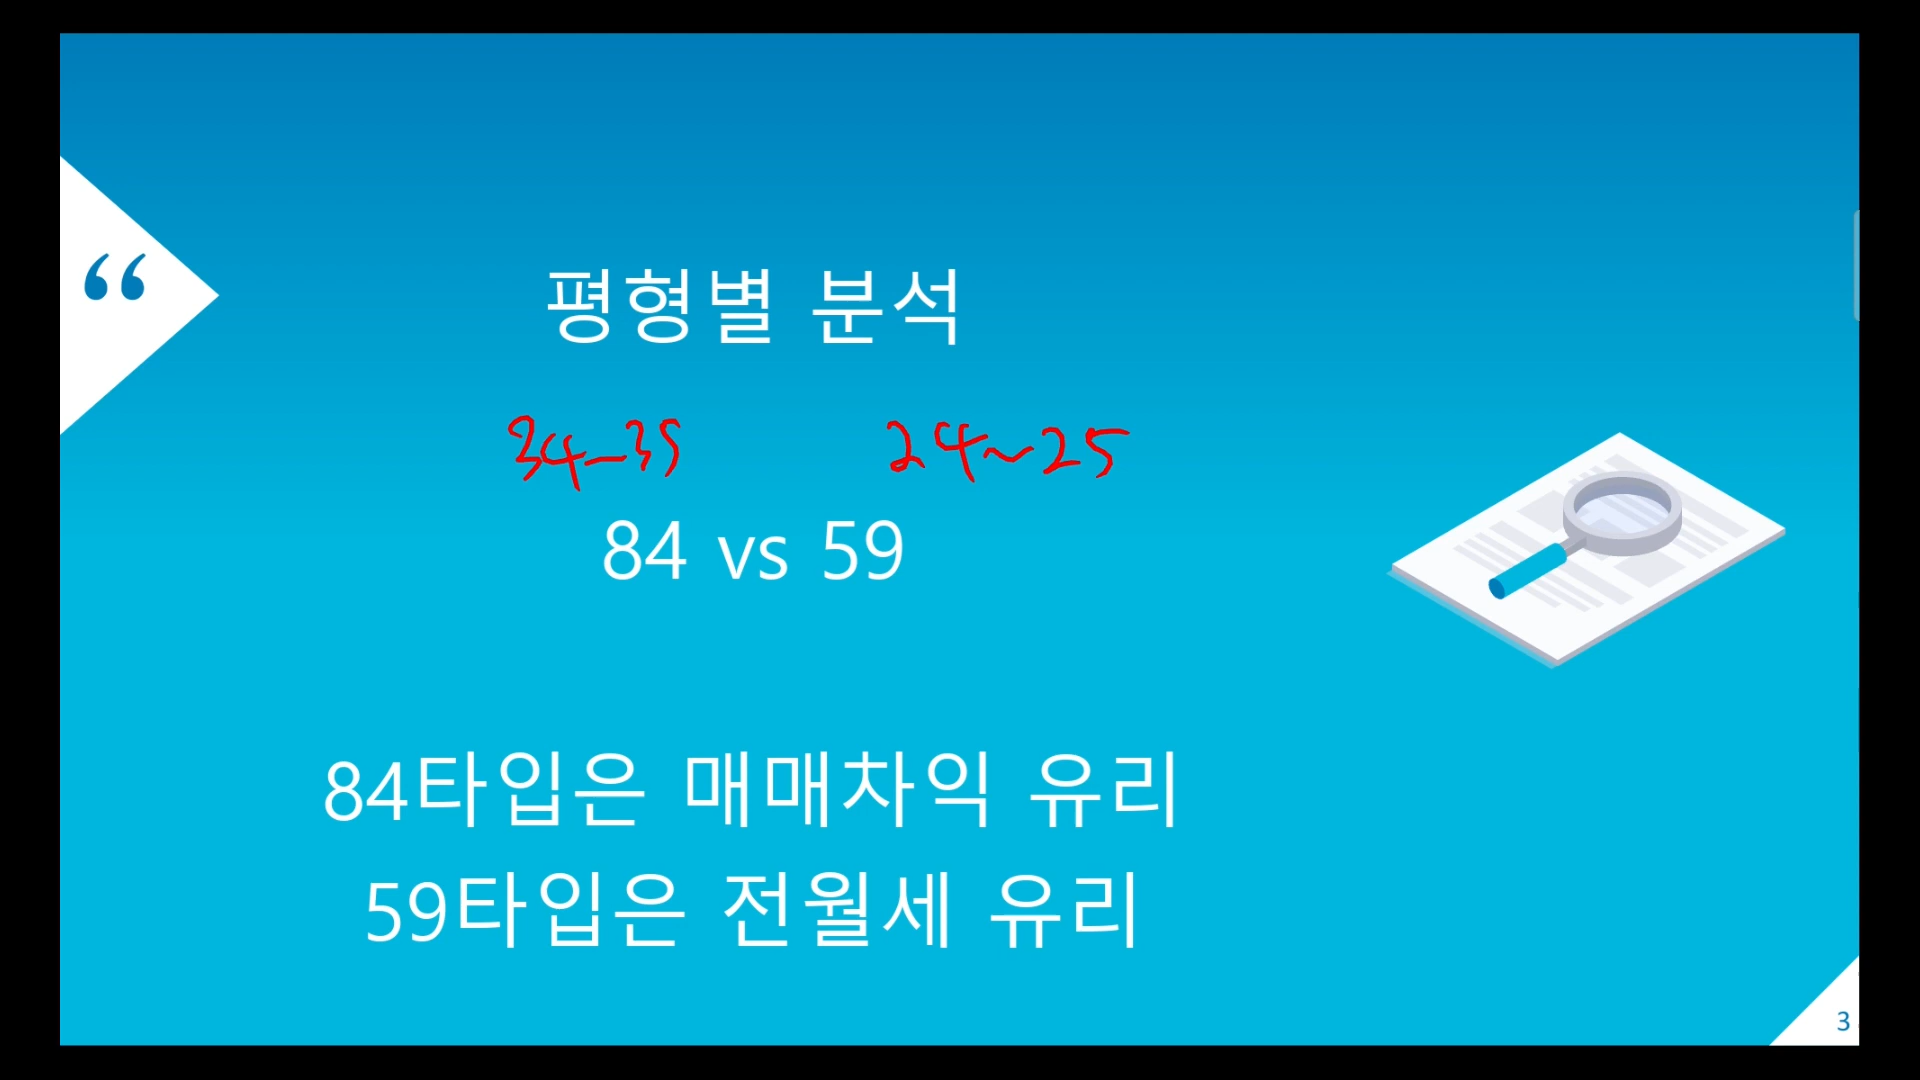 “
평형별 분석
34~35 24~25
84 vs 59
84타입은 매매차익 유리
59타입은 전월세 유리
3